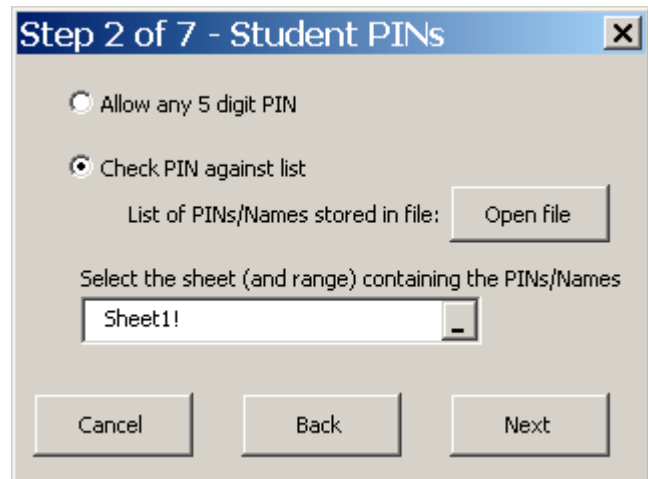 Step 2 of 7 - Student PINs
Allow any 5 digit PIN
Check PIN against list
List of PINs/Names stored in file: Open file
Select the sheet (and range) containing the PINs/Names
Sheet1! _
Cancel Back Next